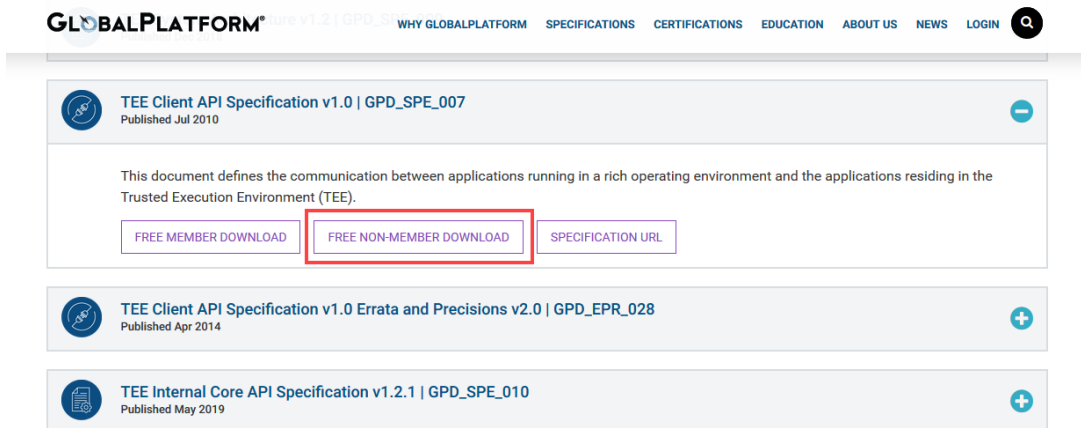 GLOBALPLATFORM®
WHY GLOBALPLATFORM SPECIFICATIONS CERTIFICATIONS EDUCATION ABOUT US NEWS LOGIN
TEE Client API Specification v1.0 | GPD_SPE_007
Published Jul 2010
This document defines the communication between applications running in a rich operating environment and the applications residing in the
Trusted Execution Environment (TEE).
FREE MEMBER DOWNLOAD FREE NON-MEMBER DOWNLOAD SPECIFICATION URL
TEE Client API Specification v1.0 Errata and Precisions v2.0 | GPD_EPR_028
Published Apr 2014
TEE Internal Core API Specification v1.2.1 | GPD_SPE_010
Published May 2019